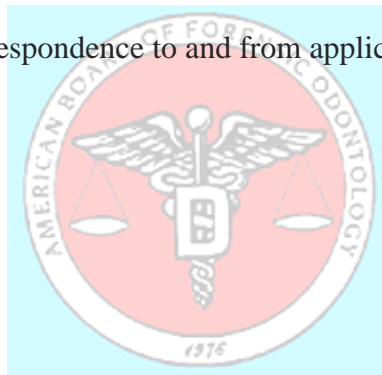 espondence to and from applic
AMERICAN BOARD OF FORENSIC ODONTOLOGY
D
1976